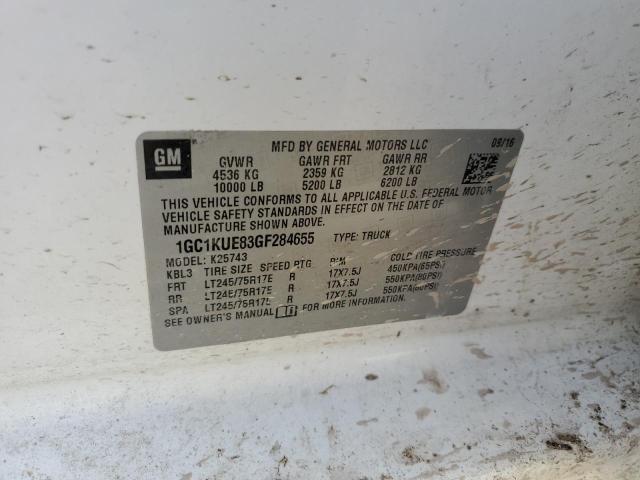 GM
MFD BY GENERAL MOTORS LLC 09/16
GVWR GAWR FRT GAWR RR
4536 KG 2359 KG 2812 KG
10000 LB 5200 LB 6200 LB
THIS VEHICLE CONFORMS TO ALL APPLICABLE U.S. FEDERAL MOTOR
VEHICLE SAFETY STANDARDS IN EFFECT ON THE DATE OF
MANUFACTURE SHOWN ABOVE.
1GC1KUE83GF284655 TYPE: TRUCK
MODEL: K25743
KBL3 TIRE SIZE SPEED RTG RIM COLD TIRE PRESSURE
FRT LT245/75R17E R 17X7.5J 450KPA(65PSI)
RR LT245/75R17E R 17X7.5J 550KPA(80PSI)
SPA LT245/75R17E R 17X7.5J 550KPA(80PSI)
SEE OWNER'S MANUAL FOR MORE INFORMATION.